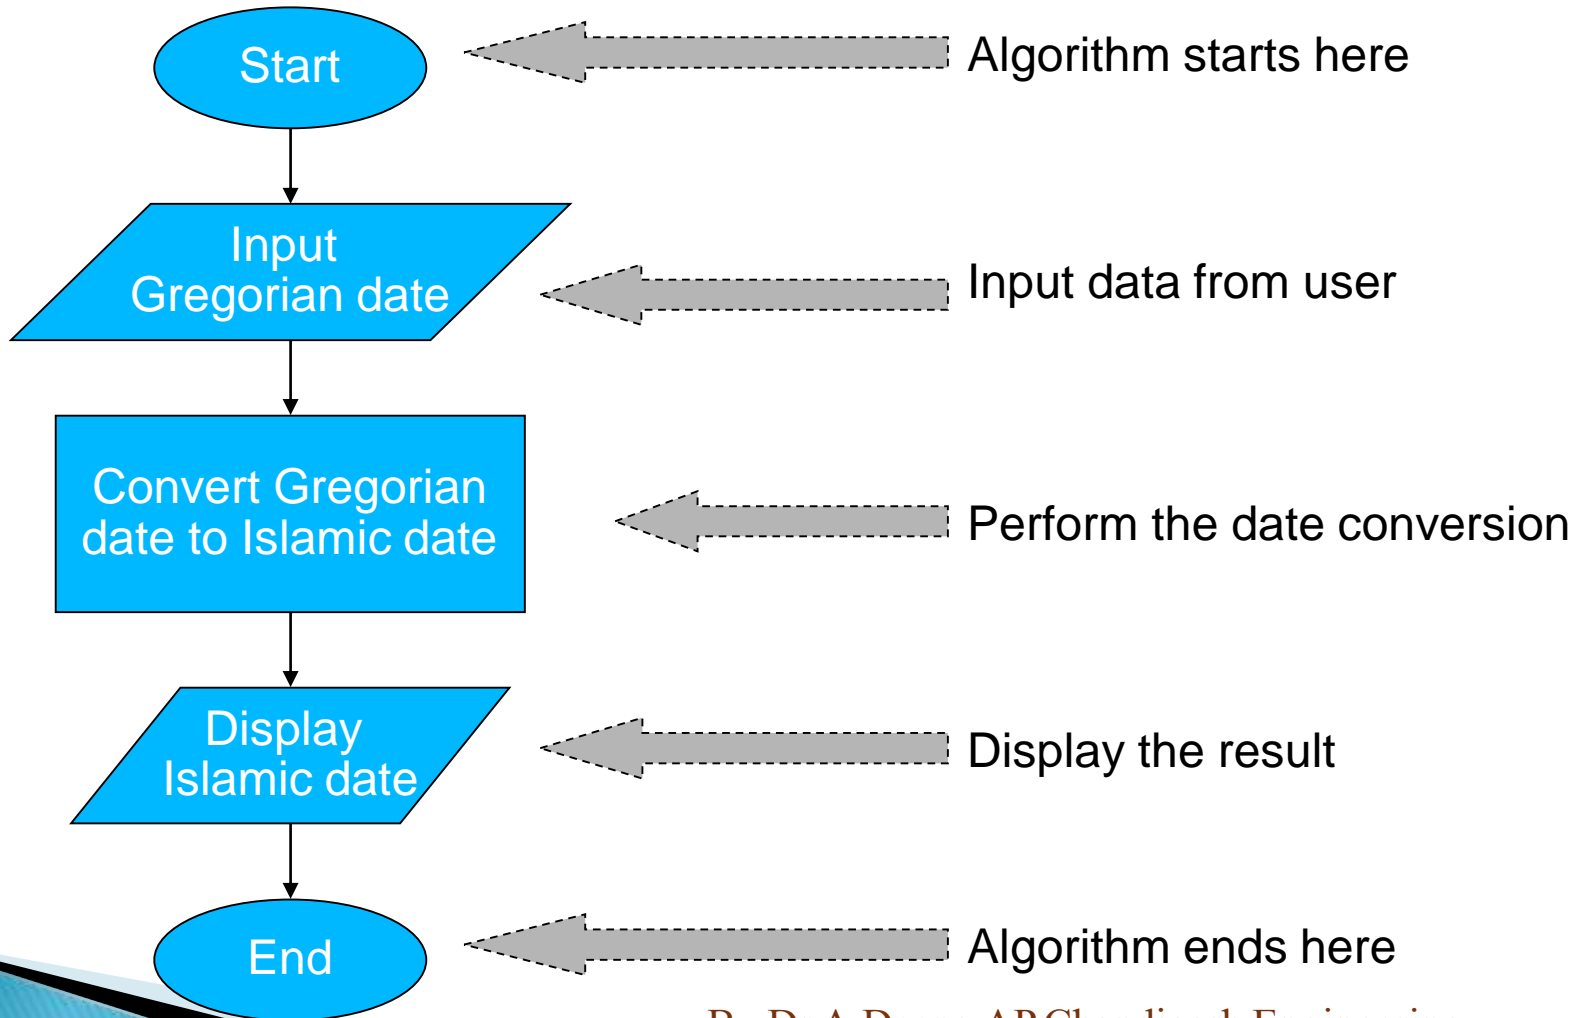 Start
Algorithm starts here
Input
Gregorian date
Input data from user
Convert Gregorian
date to Islamic date
Perform the date conversion
Display
Islamic date
Display the result
End
Algorithm ends here